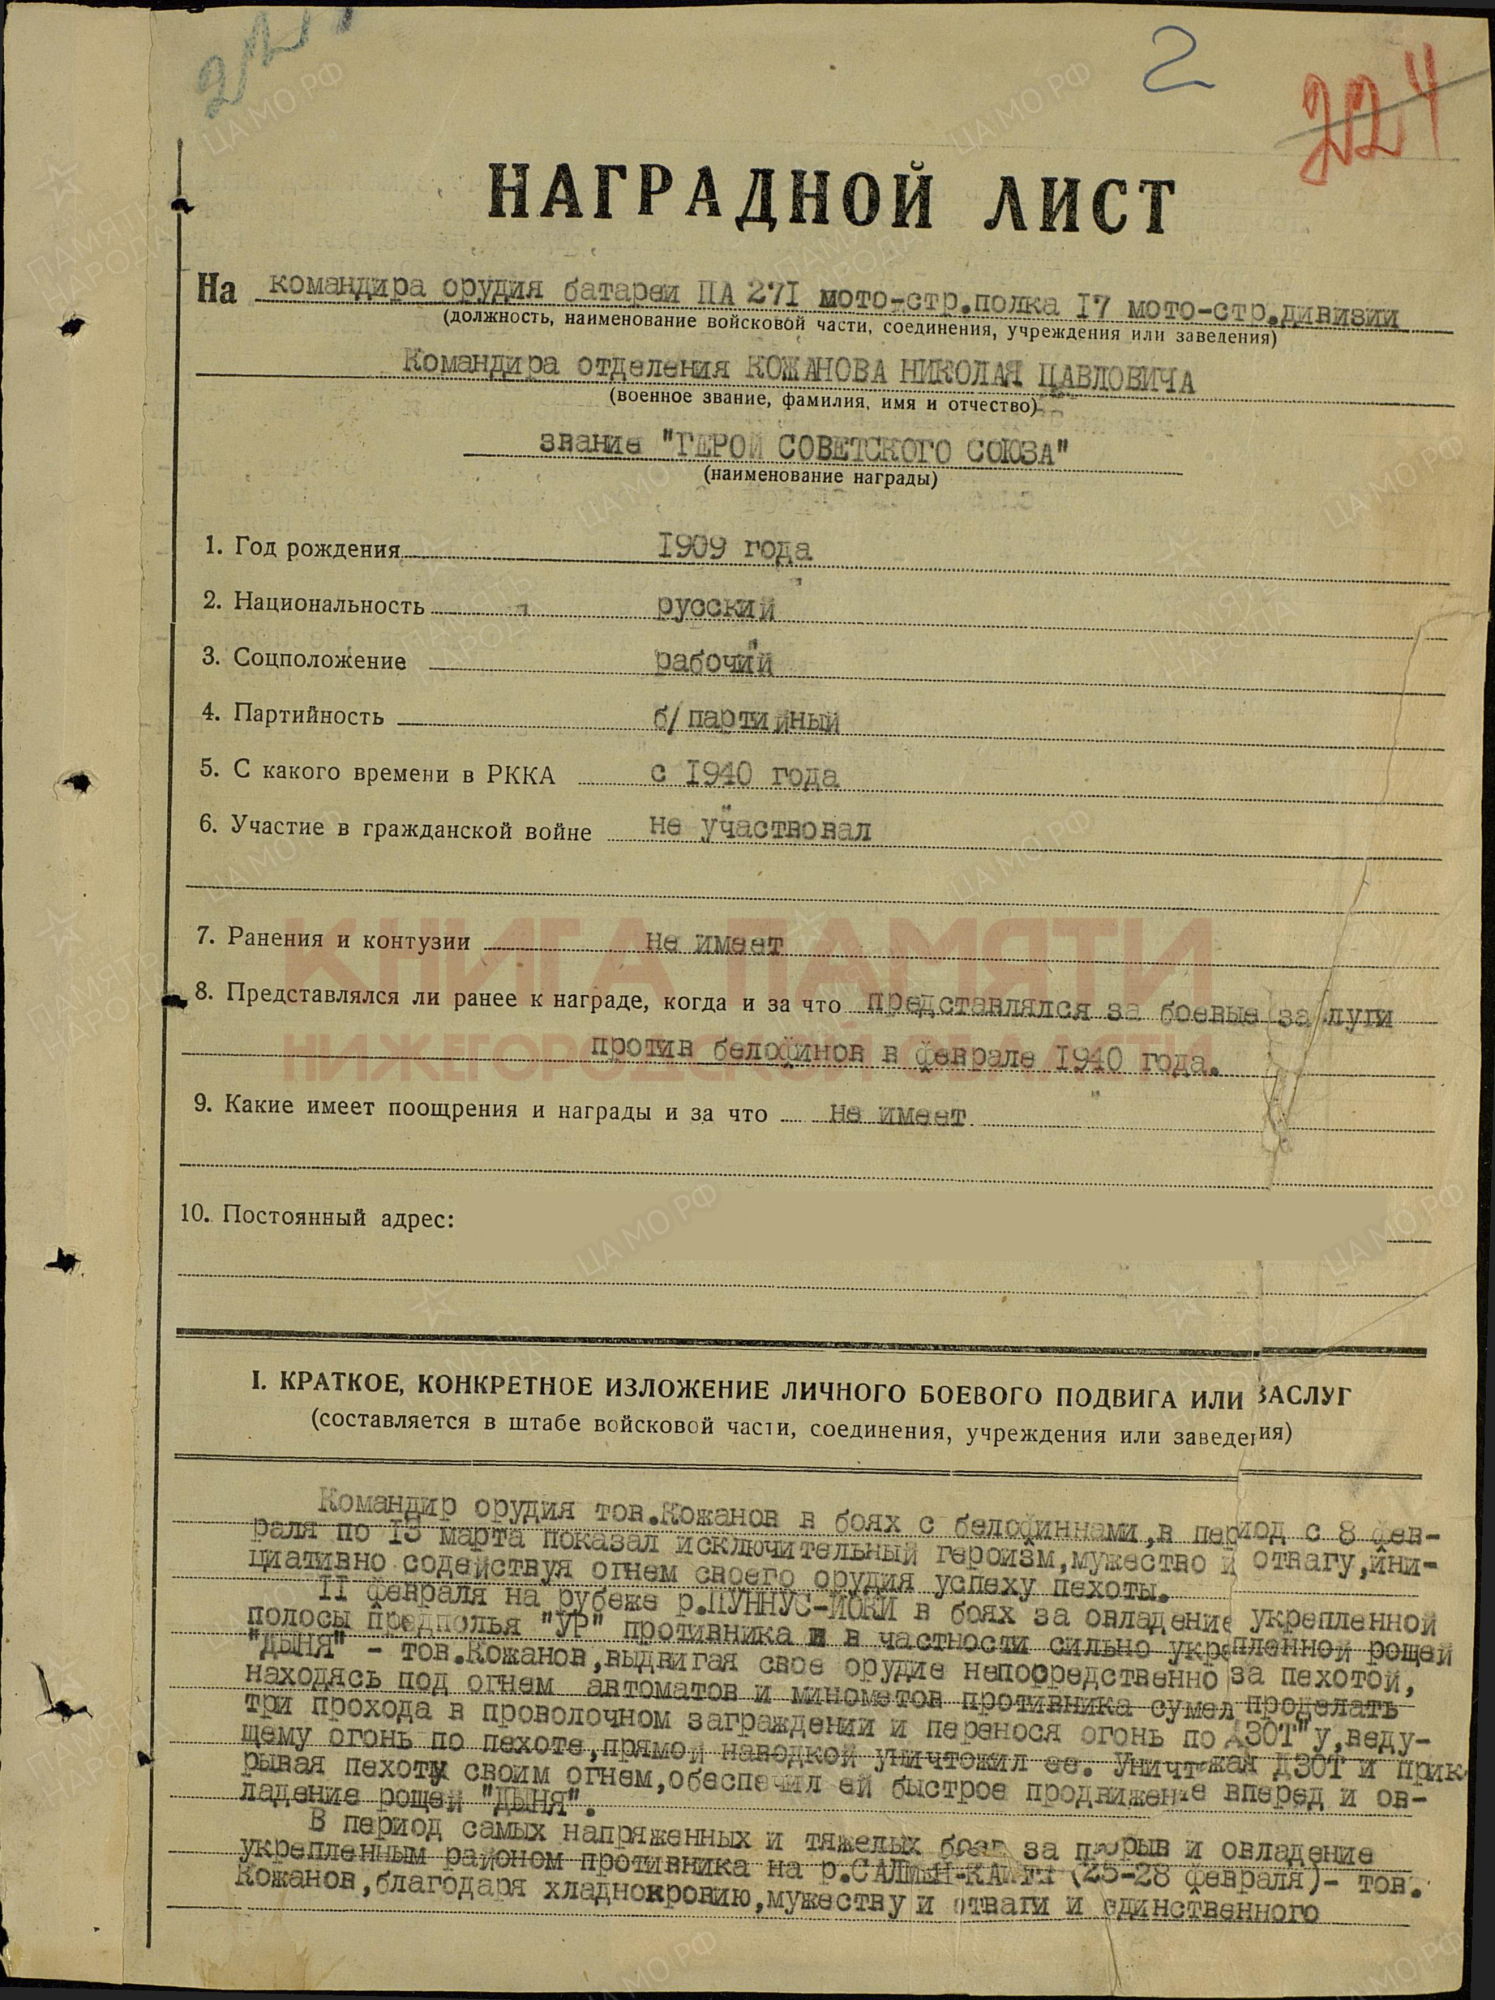 2
224
НАГРАДНОЙ ЛИСТ
На командира орудия батареи ПА 271 мото-стр.полка 17 мото-стр.дивизии
(должность, наименование войсковой части, соединения, учреждения или заведения)
Командира отделения КОЖАНОВА НИКОЛАЯ ПАВЛОВИЧА
(военное звание, фамилия, имя и отчество)
звание "ГЕРОЙ СОВЕТСКОГО СОЮЗА"
(наименование награды)
1. Год рождения 1909 года
2. Национальность русский
3. Соцположение рабочий
4. Партийность б/партийный
5. С какого времени в РККА с 1940 года
6. Участие в гражданской войне не участвовал
7. Ранения и контузии не имеет
8. Представлялся ли ранее к награде, когда и за что представлялся за боевые заслуги
против белофинов в феврале 1940 года.
9. Какие имеет поощрения и награды и за что не имеет
10. Постоянный адрес:
I. КРАТКОЕ, КОНКРЕТНОЕ ИЗЛОЖЕНИЕ ЛИЧНОГО БОЕВОГО ПОДВИГА ИЛИ ЗАСЛУГ
(составляется в штабе войсковой части, соединения, учреждения или заведения)
Командир орудия тов.Кожанов в боях с белофиннами,в период с 8 фев-
раля по 13 марта показал исключительный героизм,мужество и отвагу,ини-
циативно содействуя огнем своего орудия успеху пехоты.
11 февраля на рубеже р.ПУННУС-ЙОКИ в боях за овладение укрепленной
полосы предполья "УР" противника и в частности сильно укрепленной рощей
"ДЫНЯ" - тов.Кожанов,выдвигая свое орудие непосредственно за пехотой,
находясь под огнем автоматов и минометов противника сумел проделать
три прохода в проволочном заграждении и перенося огонь по ДЗОТ"у,веду-
щему огонь по пехоте,прямой наводкой уничтожил ее. Уничтожая ДЗОТ и прик-
рывая пехоту своим огнем,обеспечил ей быстрое продвижение вперед и ов-
ладение рощей "ДЫНЯ".
В период самых напряженных и тяжелых боев за прорыв и овладение
укрепленным районом противника на р.САЛМЕН-КАЙТА (25-28 февраля)- тов.
Кожанов,благодаря хладнокровию,мужеству и отваги и единственного
КНИГА ПАМЯТИ
НИЖЕГОРОДСКОЙ ОБЛАСТИ
ПАМЯТЬ НАРОДА
ЦАМО РФ